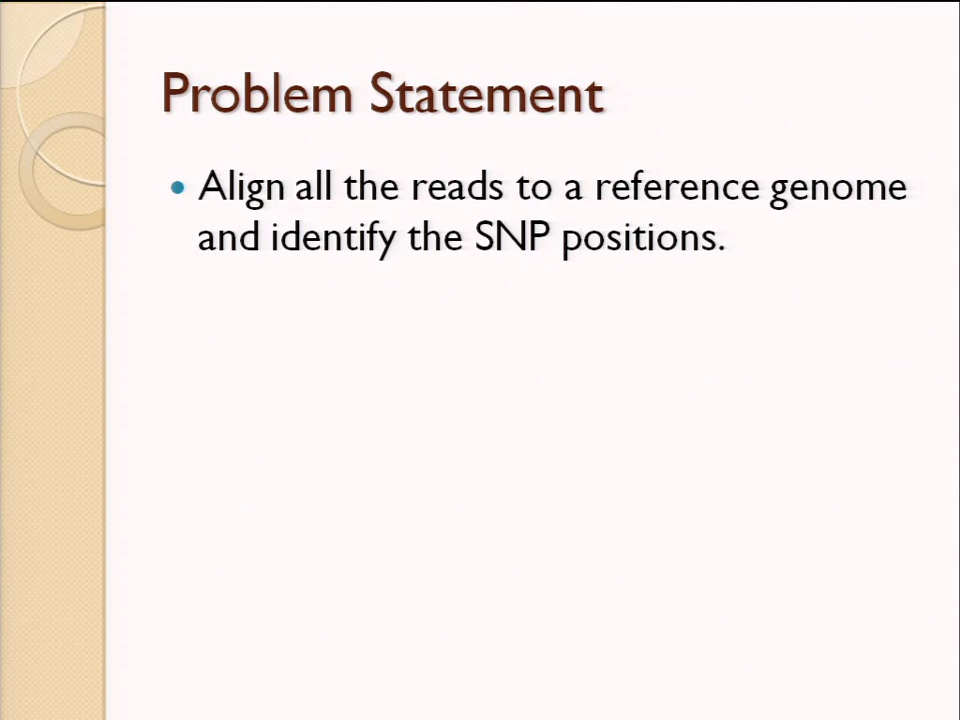 Problem Statement
Align all the reads to a reference genome
and identify the SNP positions.